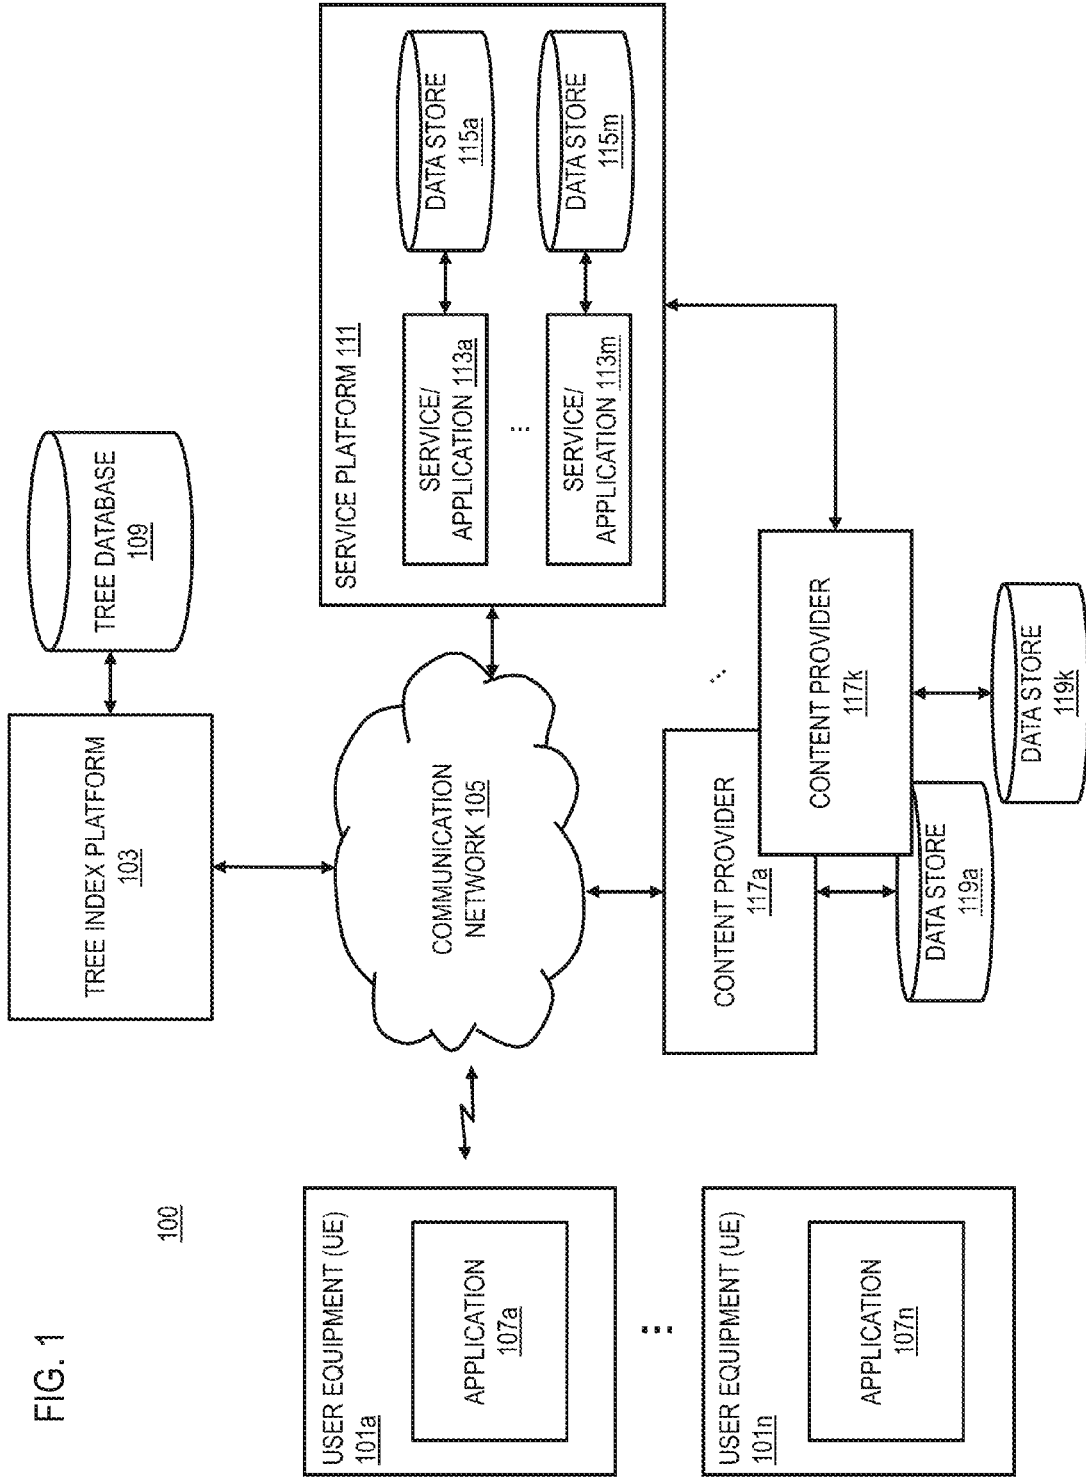 FIG. 1
100
TREE INDEX PLATFORM
103
TREE DATABASE
109
USER EQUIPMENT (UE)
101a
APPLICATION
107a
⋮
USER EQUIPMENT (UE)
101n
APPLICATION
107n
COMMUNICATION
NETWORK 105
SERVICE PLATFORM 111
SERVICE/
APPLICATION 113a
DATA STORE
115a
...
SERVICE/
APPLICATION 113m
DATA STORE
115m
CONTENT PROVIDER
117a
...
CONTENT PROVIDER
117k
DATA STORE
119a
DATA STORE
119k